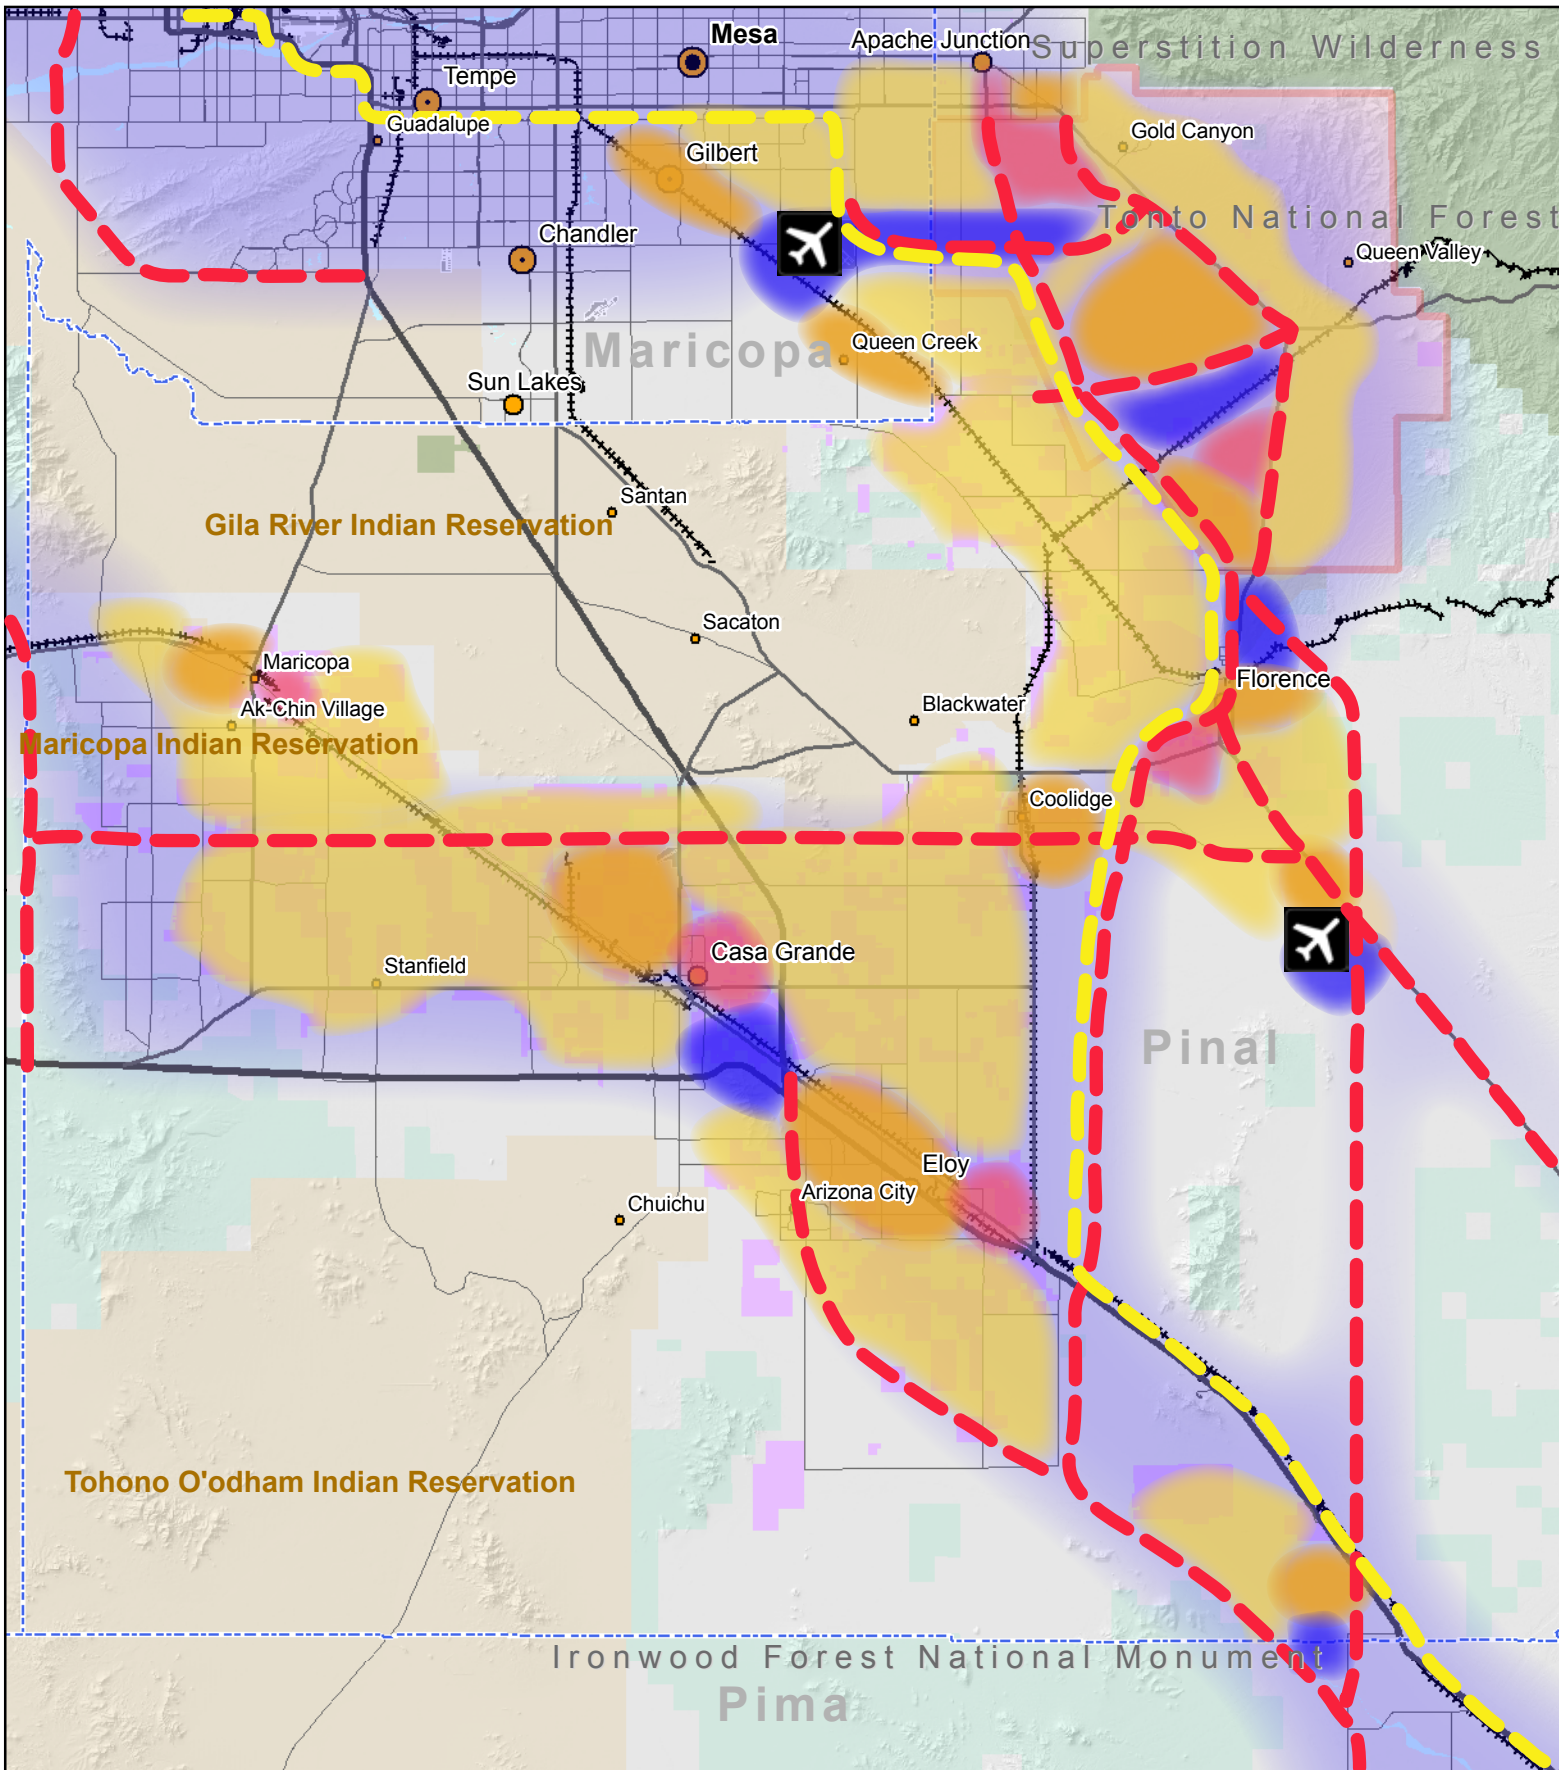 Mesa
Apache Junction
Superstition Wilderness
Tempe
Guadalupe
Gold Canyon
Gilbert
Tonto National Forest
Chandler
Queen Valley
Maricopa
Queen Creek
Sun Lakes
Santan
Gila River Indian Reservation
Sacaton
Maricopa
Florence
Ak-Chin Village
Blackwater
Maricopa Indian Reservation
Coolidge
Casa Grande
Stanfield
Pinal
Eloy
Arizona City
Chuichu
Tohono O'odham Indian Reservation
Ironwood Forest National Monument
Pima